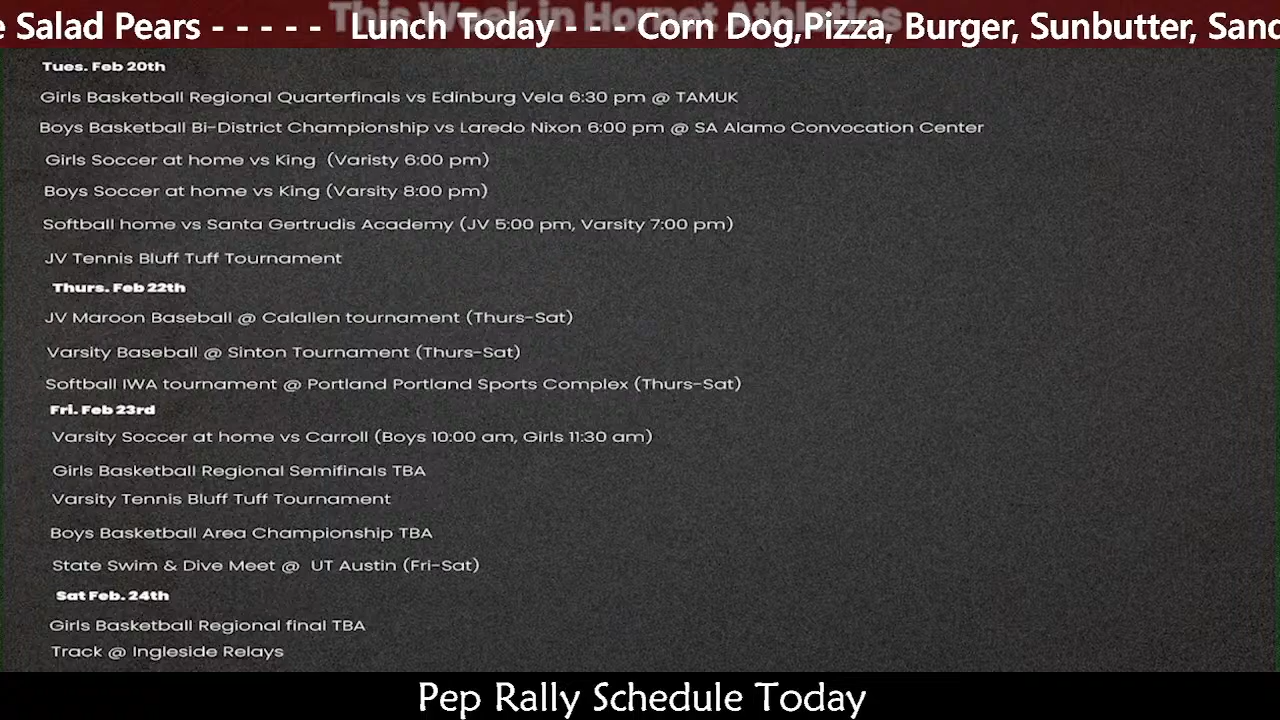 This Week in Hornet Athletics
e Salad Pears - - - - - Lunch Today - - - Corn Dog,Pizza, Burger, Sunbutter, Sand
Tues. Feb 20th
Girls Basketball Regional Quarterfinals vs Edinburg Vela 6:30 pm @ TAMUK
Boys Basketball Bi-District Championship vs Laredo Nixon 6:00 pm @ SA Alamo Convocation Center
Girls Soccer at home vs King (Varisty 6:00 pm)
Boys Soccer at home vs King (Varsity 8:00 pm)
Softball home vs Santa Gertrudis Academy (JV 5:00 pm, Varsity 7:00 pm)
JV Tennis Bluff Tuff Tournament
Thurs. Feb 22th
JV Maroon Baseball @ Calallen tournament (Thurs-Sat)
Varsity Baseball @ Sinton Tournament (Thurs-Sat)
Softball IWA tournament @ Portland Portland Sports Complex (Thurs-Sat)
Fri. Feb 23rd
Varsity Soccer at home vs Carroll (Boys 10:00 am, Girls 11:30 am)
Girls Basketball Regional Semifinals TBA
Varsity Tennis Bluff Tuff Tournament
Boys Basketball Area Championship TBA
State Swim & Dive Meet @ UT Austin (Fri-Sat)
Sat Feb. 24th
Girls Basketball Regional final TBA
Track @ Ingleside Relays
Pep Rally Schedule Today